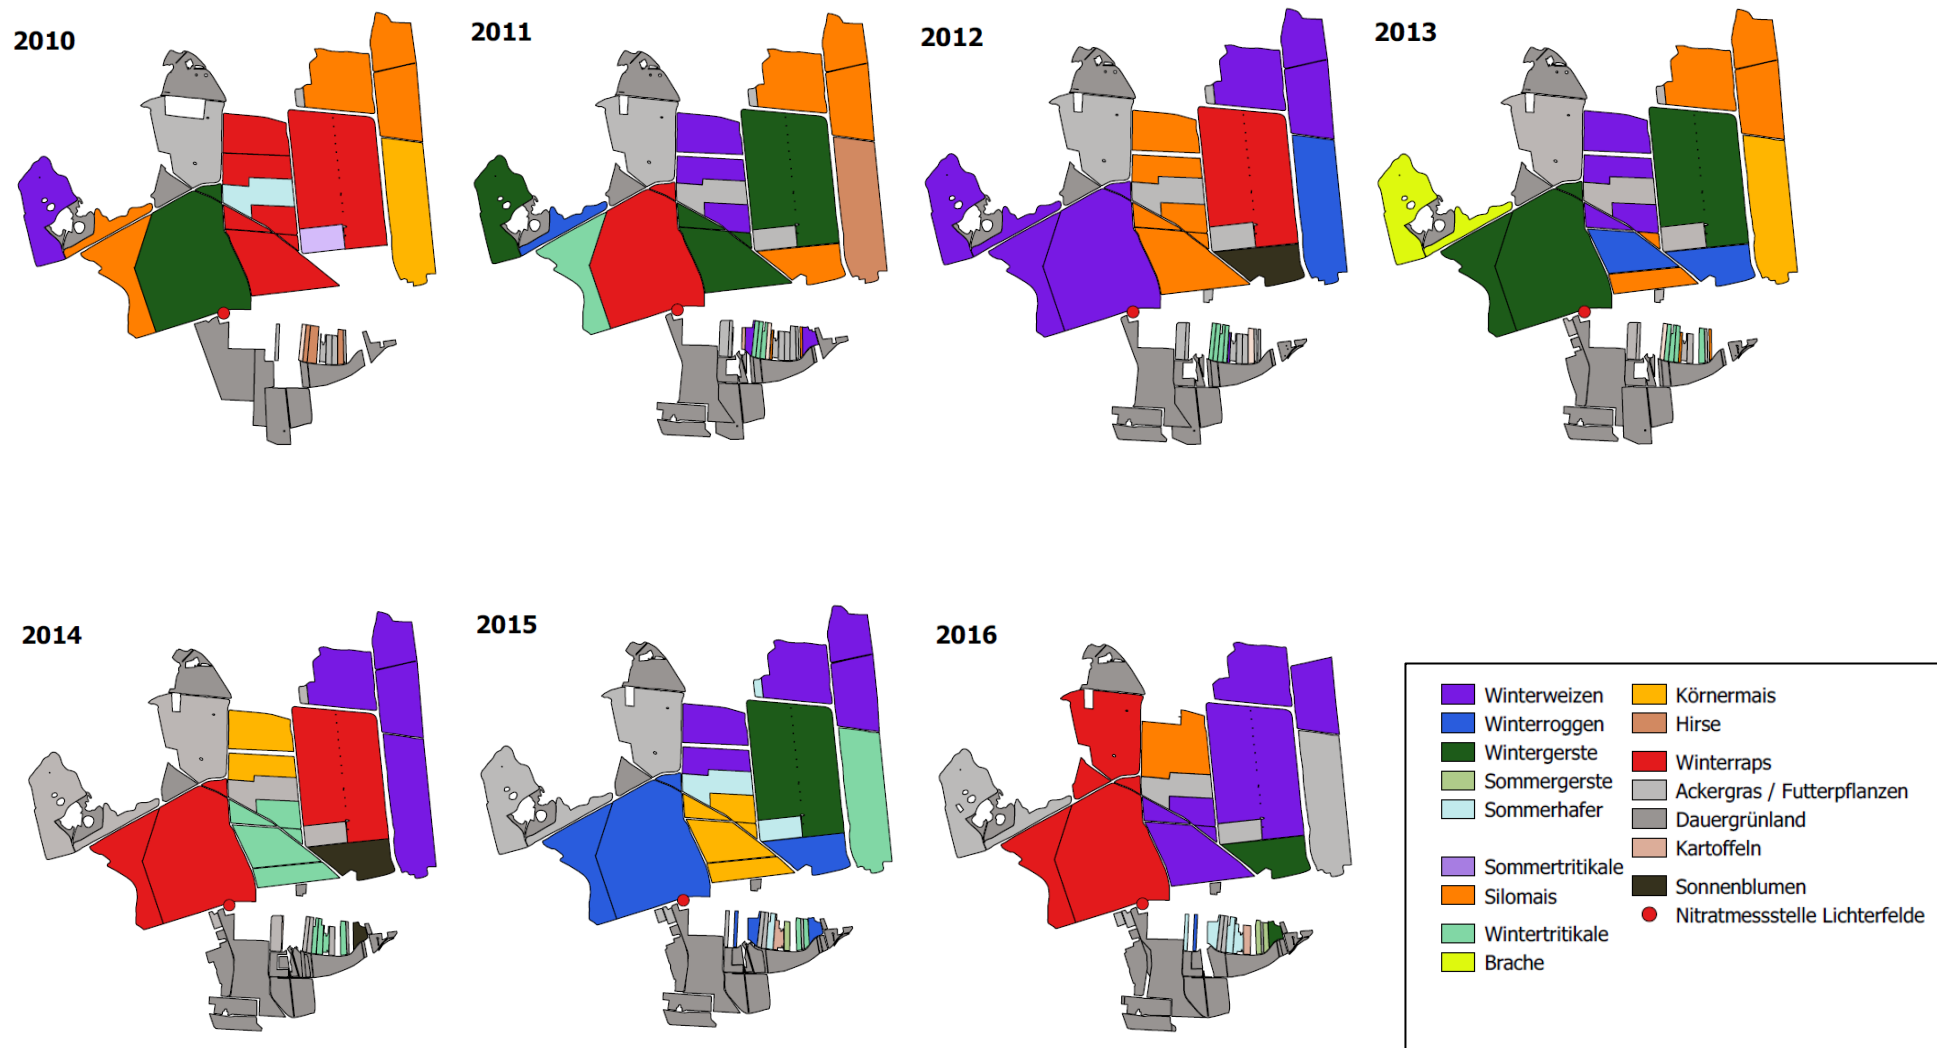 2010
2011
2012
2013
2014
2015
2016
Winterweizen
Winterroggen
Wintergerste
Sommergerste
Sommerhafer
Sommertritikale
Silomais
Wintertritikale
Brache
Körnermais
Hirse
Winterraps
Ackergras / Futterpflanzen
Dauergrünland
Kartoffeln
Sonnenblumen
Nitratmessstelle Lichterfelde